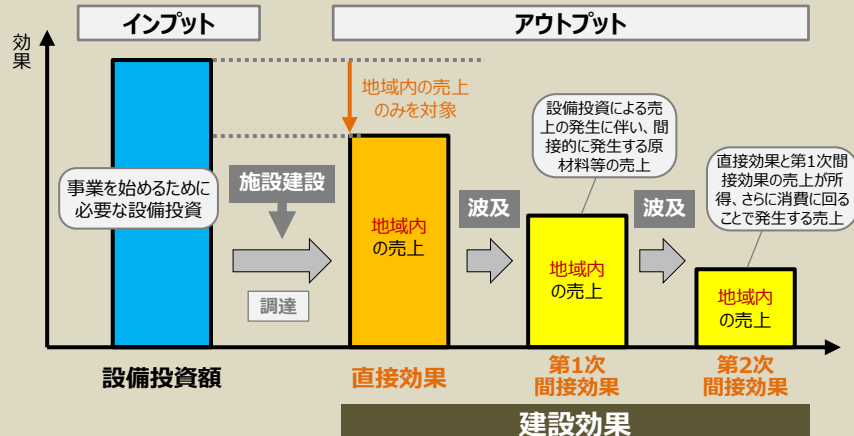 インプット
アウトプット
効
果
地域内の売上
のみを対象
設備投資による売
上の発生に伴い、間
接的に発生する原
材料等の売上
直接効果と第1次間
接効果の売上が所
得、さらに消費に回る
ことで発生する売上
事業を始めるために
必要な設備投資
施設建設
波及
波及
地域内
の売上
地域内
の売上
地域内
の売上
調達
設備投資額
直接効果
第1次
間接効果
第2次
間接効果
建設効果